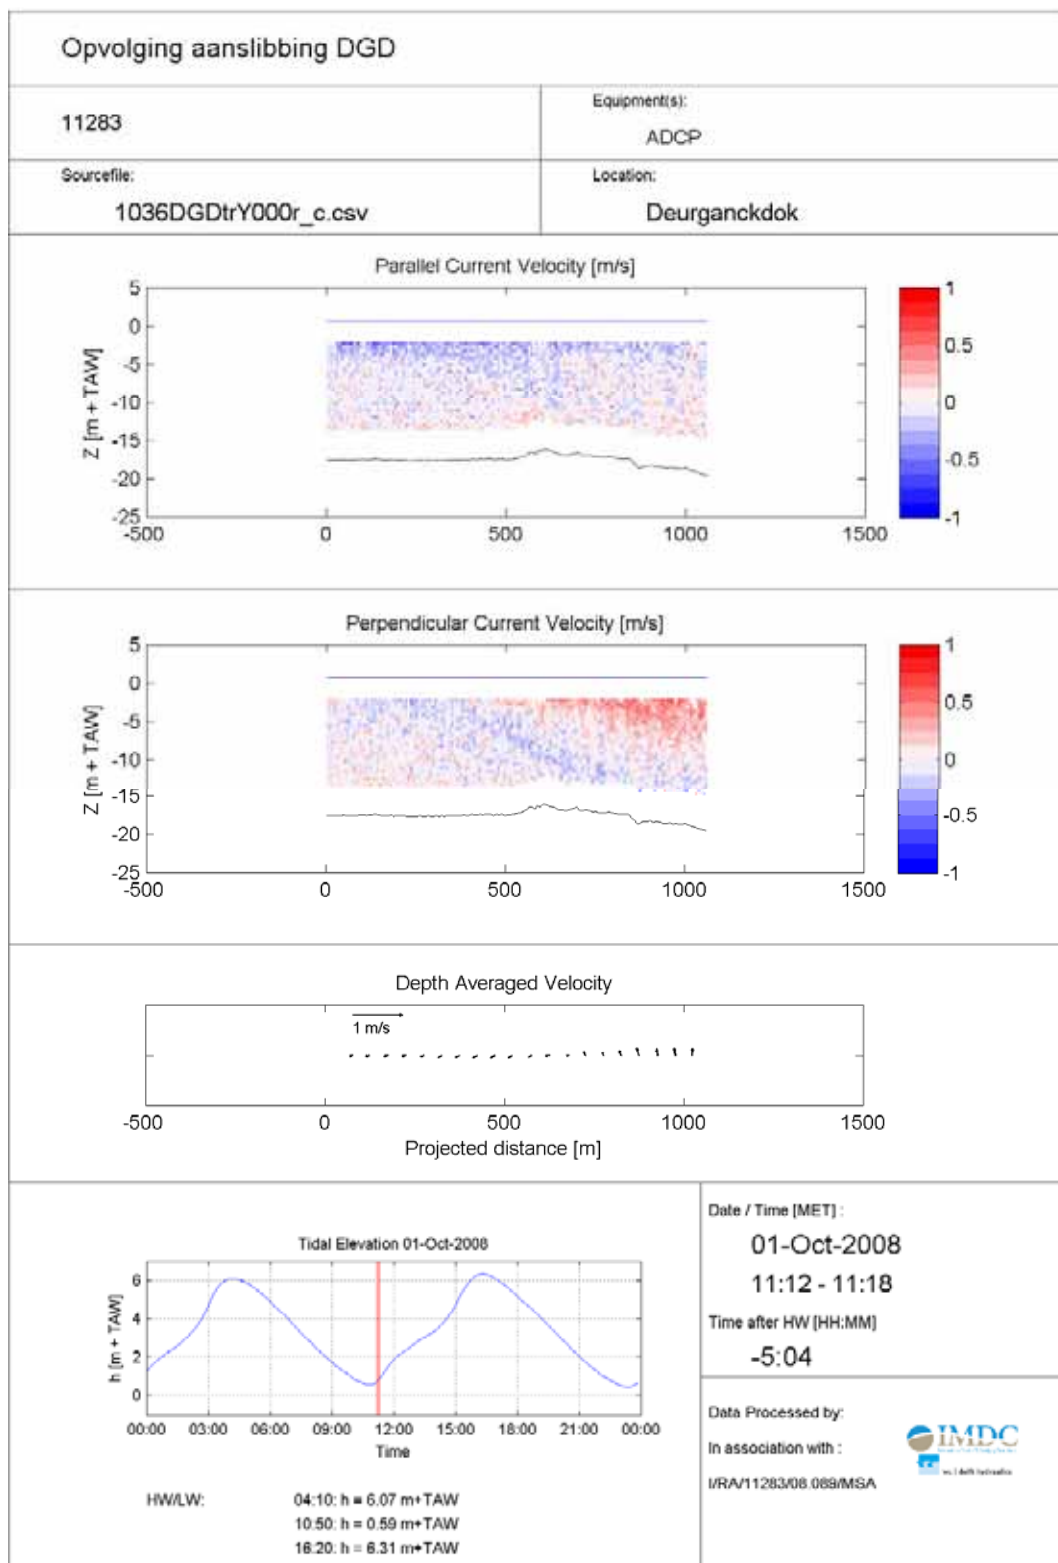 Opvolging aanslibbing DGD
11283
Equipment(s):
ADCP
Sourcefile:
1036DGDtrY000r_c.csv
Location:
Deurganckdok
Parallel Current Velocity [m/s]
Z [m + TAW]
5
0
-5
-10
-15
-20
-25
-500
0
500
1000
1500
1
0.5
0
-0.5
-1
Perpendicular Current Velocity [m/s]
Z [m + TAW]
5
0
-5
-10
-15
-20
-25
-500
0
500
1000
1500
1
0.5
0
-0.5
-1
Depth Averaged Velocity
1 m/s
-500
0
500
1000
1500
Projected distance [m]
Tidal Elevation 01-Oct-2008
h [m + TAW]
6
4
2
0
00:00
03:00
06:00
09:00
12:00
15:00
18:00
21:00
00:00
Time
HW/LW:
04:10: h = 6.07 m+TAW
10:50: h = 0.59 m+TAW
16:20: h = 6.31 m+TAW
Date / Time [MET] :
01-Oct-2008
11:12 - 11:18
Time after HW [HH:MM]
-5:04
Data Processed by:
In association with :
I/RA/11283/08.089/MSA
IMDC
wl | delft hydraulics